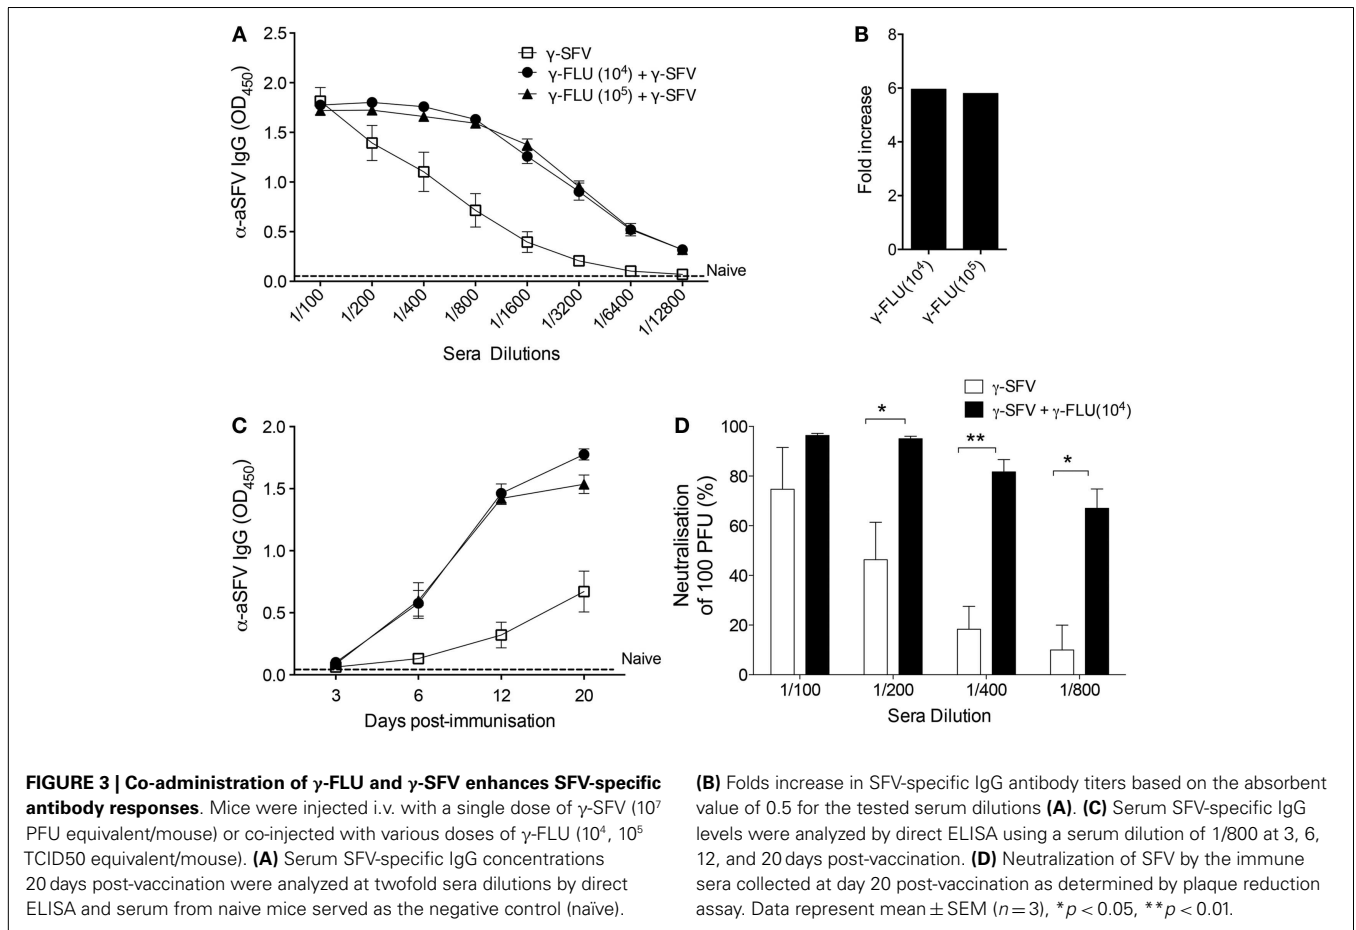 A
2.5
2.0
1.5
1.0
0.5
0.0
α-aSFV IgG (OD450)
γ-SFV
γ-FLU (10⁴) + γ-SFV
γ-FLU (10⁵) + γ-SFV
Naive
1/100
1/200
1/400
1/800
1/1600
1/3200
1/6400
1/12800
Sera Dilutions
B
8
6
4
2
0
Fold increase
γ-FLU(10⁴)
γ-FLU(10⁵)
C
2.0
1.5
1.0
0.5
0.0
α-aSFV IgG (OD450)
Naive
3 6 12 20
Days post-immunisation
D
γ-SFV
γ-SFV + γ-FLU(10⁴)
100
80
60
40
20
0
Neutralisation
of 100 PFU (%)
*
**
*
1/100 1/200 1/400 1/800
Sera Dilution
FIGURE 3 | Co-administration of γ-FLU and γ-SFV enhances SFV-specific
antibody responses. Mice were injected i.v. with a single dose of γ-SFV (10⁷
PFU equivalent/mouse) or co-injected with various doses of γ-FLU (10⁴, 10⁵
TCID50 equivalent/mouse). (A) Serum SFV-specific IgG concentrations
20 days post-vaccination were analyzed at twofold sera dilutions by direct
ELISA and serum from naive mice served as the negative control (naïve).
(B) Folds increase in SFV-specific IgG antibody titers based on the absorbent
value of 0.5 for the tested serum dilutions (A). (C) Serum SFV-specific IgG
levels were analyzed by direct ELISA using a serum dilution of 1/800 at 3, 6,
12, and 20 days post-vaccination. (D) Neutralization of SFV by the immune
sera collected at day 20 post-vaccination as determined by plaque reduction
assay. Data represent mean ± SEM (n = 3), *p < 0.05, **p < 0.01.